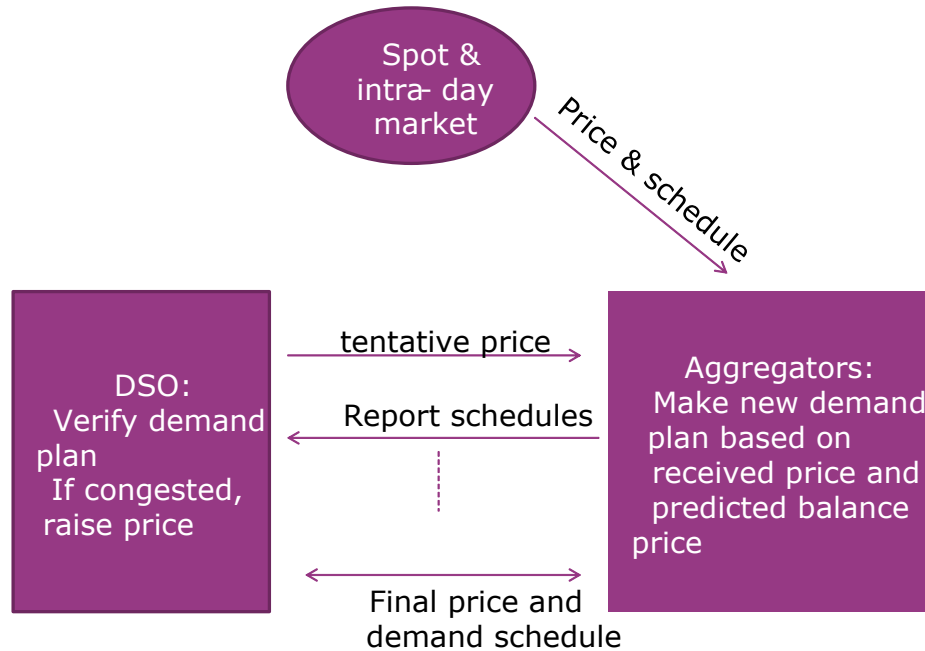 Spot &
intra- day
market
Price & schedule
tentative price
DSO:
Verify demand
plan
If congested,
raise price
Report schedules
Aggregators:
Make new demand
plan based on
received price and
predicted balance
price
Final price and
demand schedule